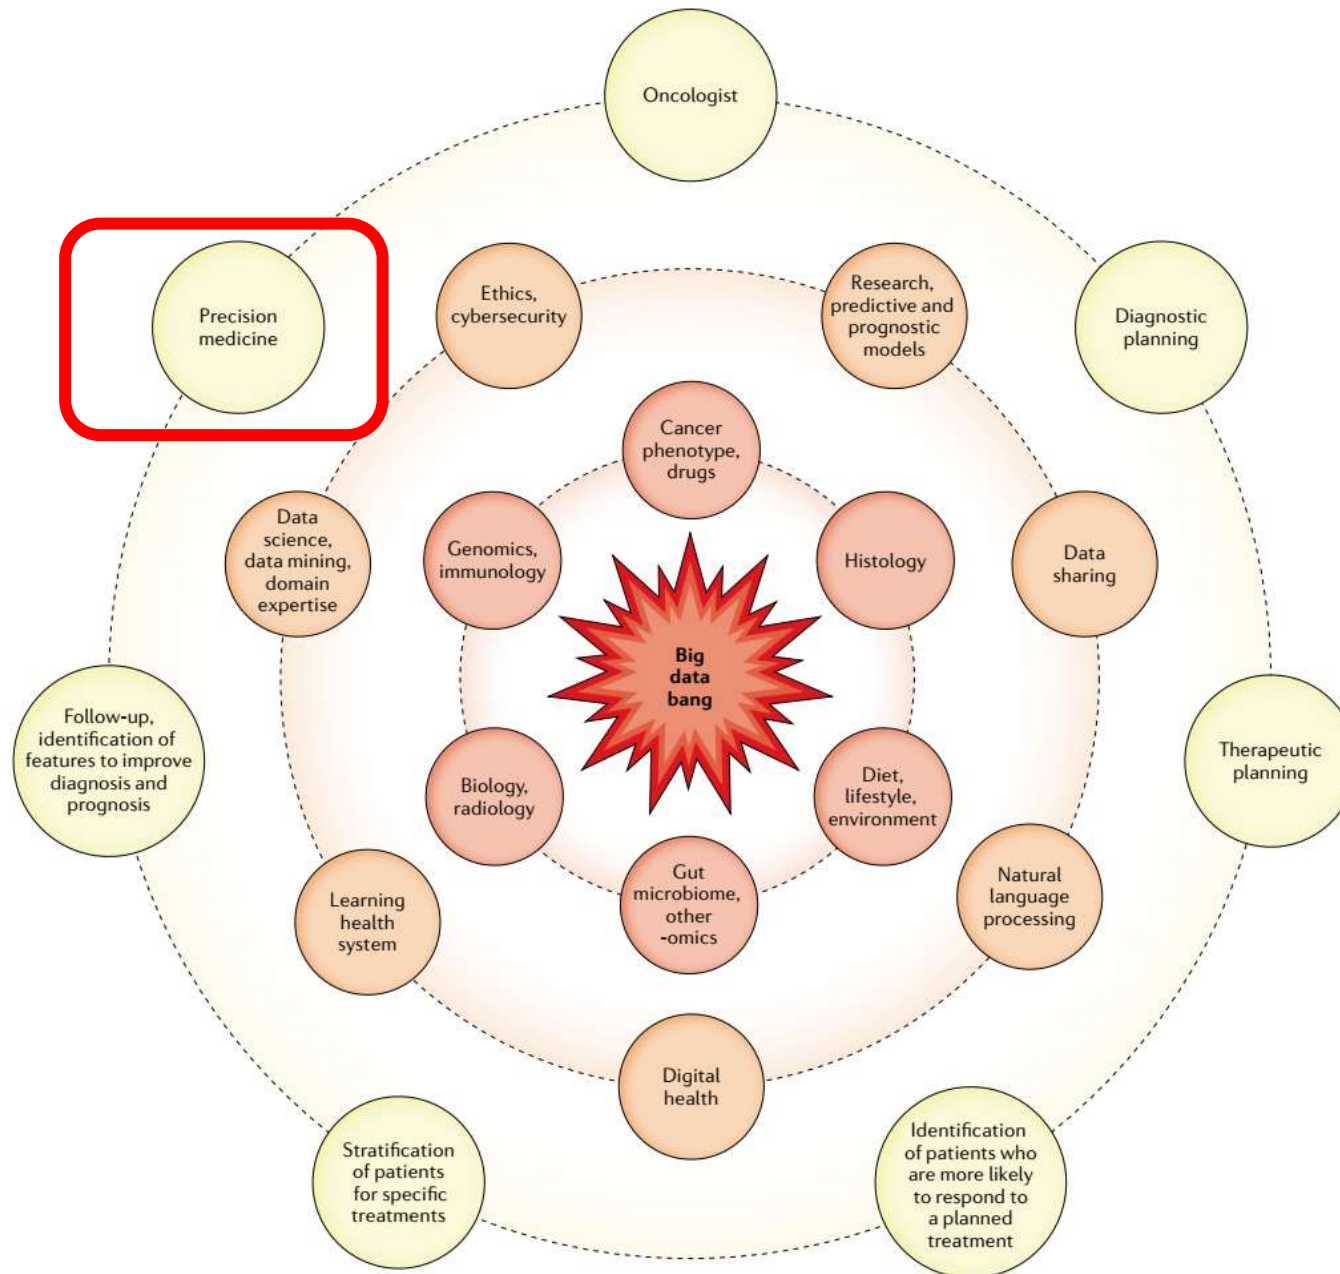 Oncologist
Precision
medicine
Ethics,
cybersecurity
Research,
predictive and
prognostic
models
Diagnostic
planning
Cancer
phenotype,
drugs
Data
science,
data mining,
domain
expertise
Genomics,
immunology
Histology
Data
sharing
Big
data
bang
Follow-up,
identification of
features to improve
diagnosis and
prognosis
Biology,
radiology
Diet,
lifestyle,
environment
Therapeutic
planning
Learning
health
system
Gut
microbiome,
other
-omics
Natural
language
processing
Digital
health
Stratification
of patients
for specific
treatments
Identification
of patients who
are more likely
to respond to
a planned
treatment